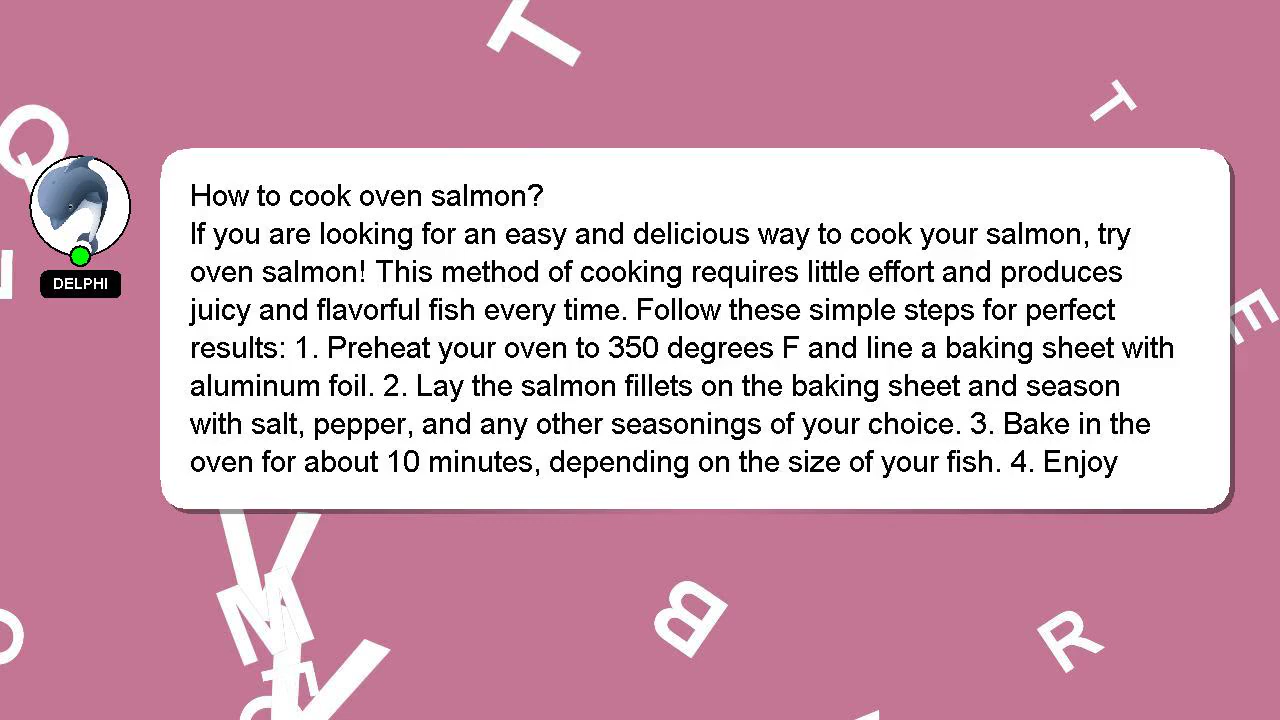 How to cook oven salmon?
If you are looking for an easy and delicious way to cook your salmon, try
oven salmon! This method of cooking requires little effort and produces
juicy and flavorful fish every time. Follow these simple steps for perfect
results: 1. Preheat your oven to 350 degrees F and line a baking sheet with
aluminum foil. 2. Lay the salmon fillets on the baking sheet and season
with salt, pepper, and any other seasonings of your choice. 3. Bake in the
oven for about 10 minutes, depending on the size of your fish. 4. Enjoy
DELPHI
T
T
Q
E
V
M
B
R